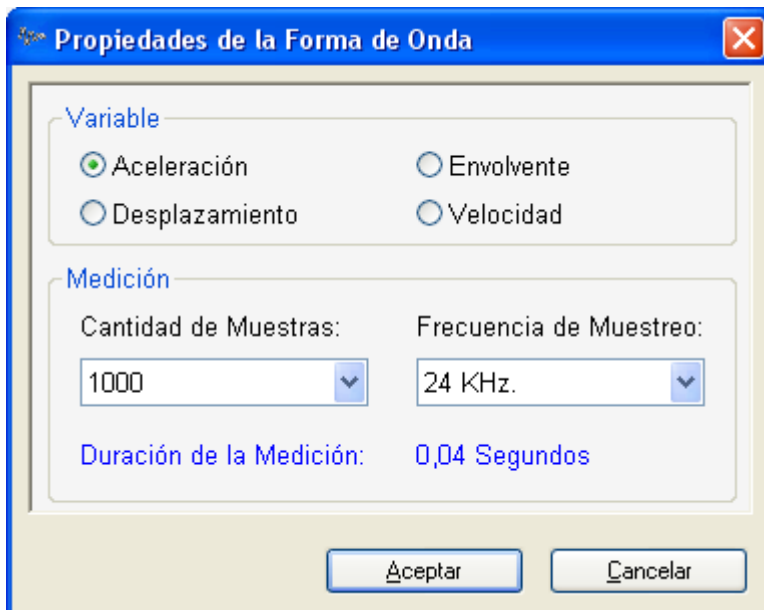 Propiedades de la Forma de Onda
Variable
Aceleración Envolvente
Desplazamiento Velocidad
Medición
Cantidad de Muestras: Frecuencia de Muestreo:
1000 24 KHz.
Duración de la Medición: 0,04 Segundos
Aceptar Cancelar